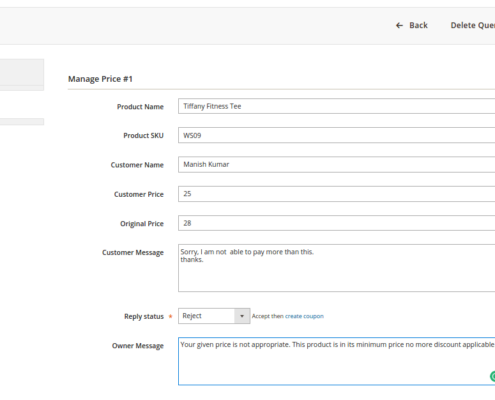 ← Back Delete
Manage Price #1
Product Name Tiffany Fitness Tee
Product SKU WS09
Customer Name Manish Kumar
Customer Price 25
Original Price 28
Customer Message Sorry, I am not able to pay more than this.
thanks.
Reply status * Reject Accept then create coupon
Owner Message Your given price is not appropriate. This product is in its minimum price no more discount applicable